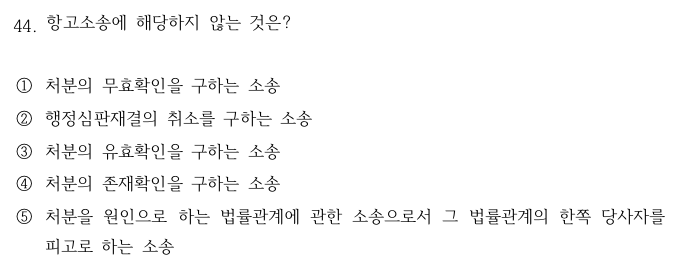 44. 항고소송에 해당하지 않는 것은?
① 처분의 무효확인을 구하는 소송
② 행정심판재결의 취소를 구하는 소송
③ 처분의 유효확인을 구하는 소송
④ 처분의 존재확인을 구하는 소송
⑤ 처분을 원인으로 하는 법률관계에 관한 소송으로서 그 법률관계의 한쪽 당사자를
피고로 하는 소송